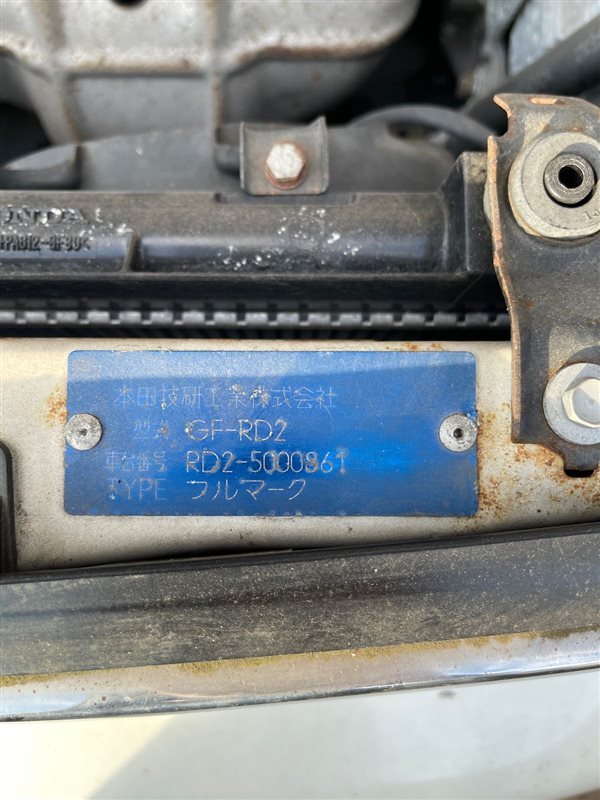 HONDA
本田技研工業株式会社
型式 GF-RD2
車台番号 RD2-5000861
TYPE フルマーク